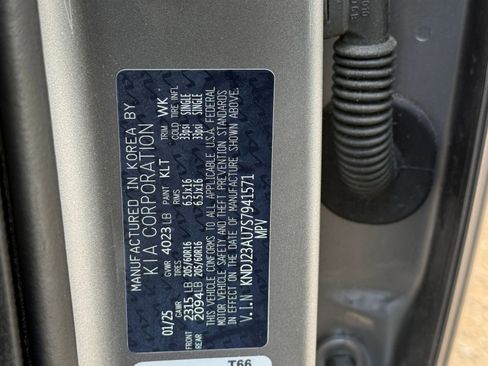 MANUFACTURED IN KOREA BY
KIA CORPORATION
01/25 GVWR 4023 LB PAINT KLT TRIM WK
GAWR TIRES RIMS COLD TIRE INFL
FRONT 2315 LB 205/60R16 6.5Jx16 33psi SINGLE
REAR 2094 LB 205/60R16 6.5Jx16 33psi SINGLE
THIS VEHICLE CONFORMS TO ALL APPLICABLE U.S.A. FEDERAL
MOTOR VEHICLE SAFETY AND THEFT PREVENTION STANDARDS
IN EFFECT ON THE DATE OF MANUFACTURE SHOWN ABOVE.
V.I.N KNDJ23AU7S7941571
MPV
T66